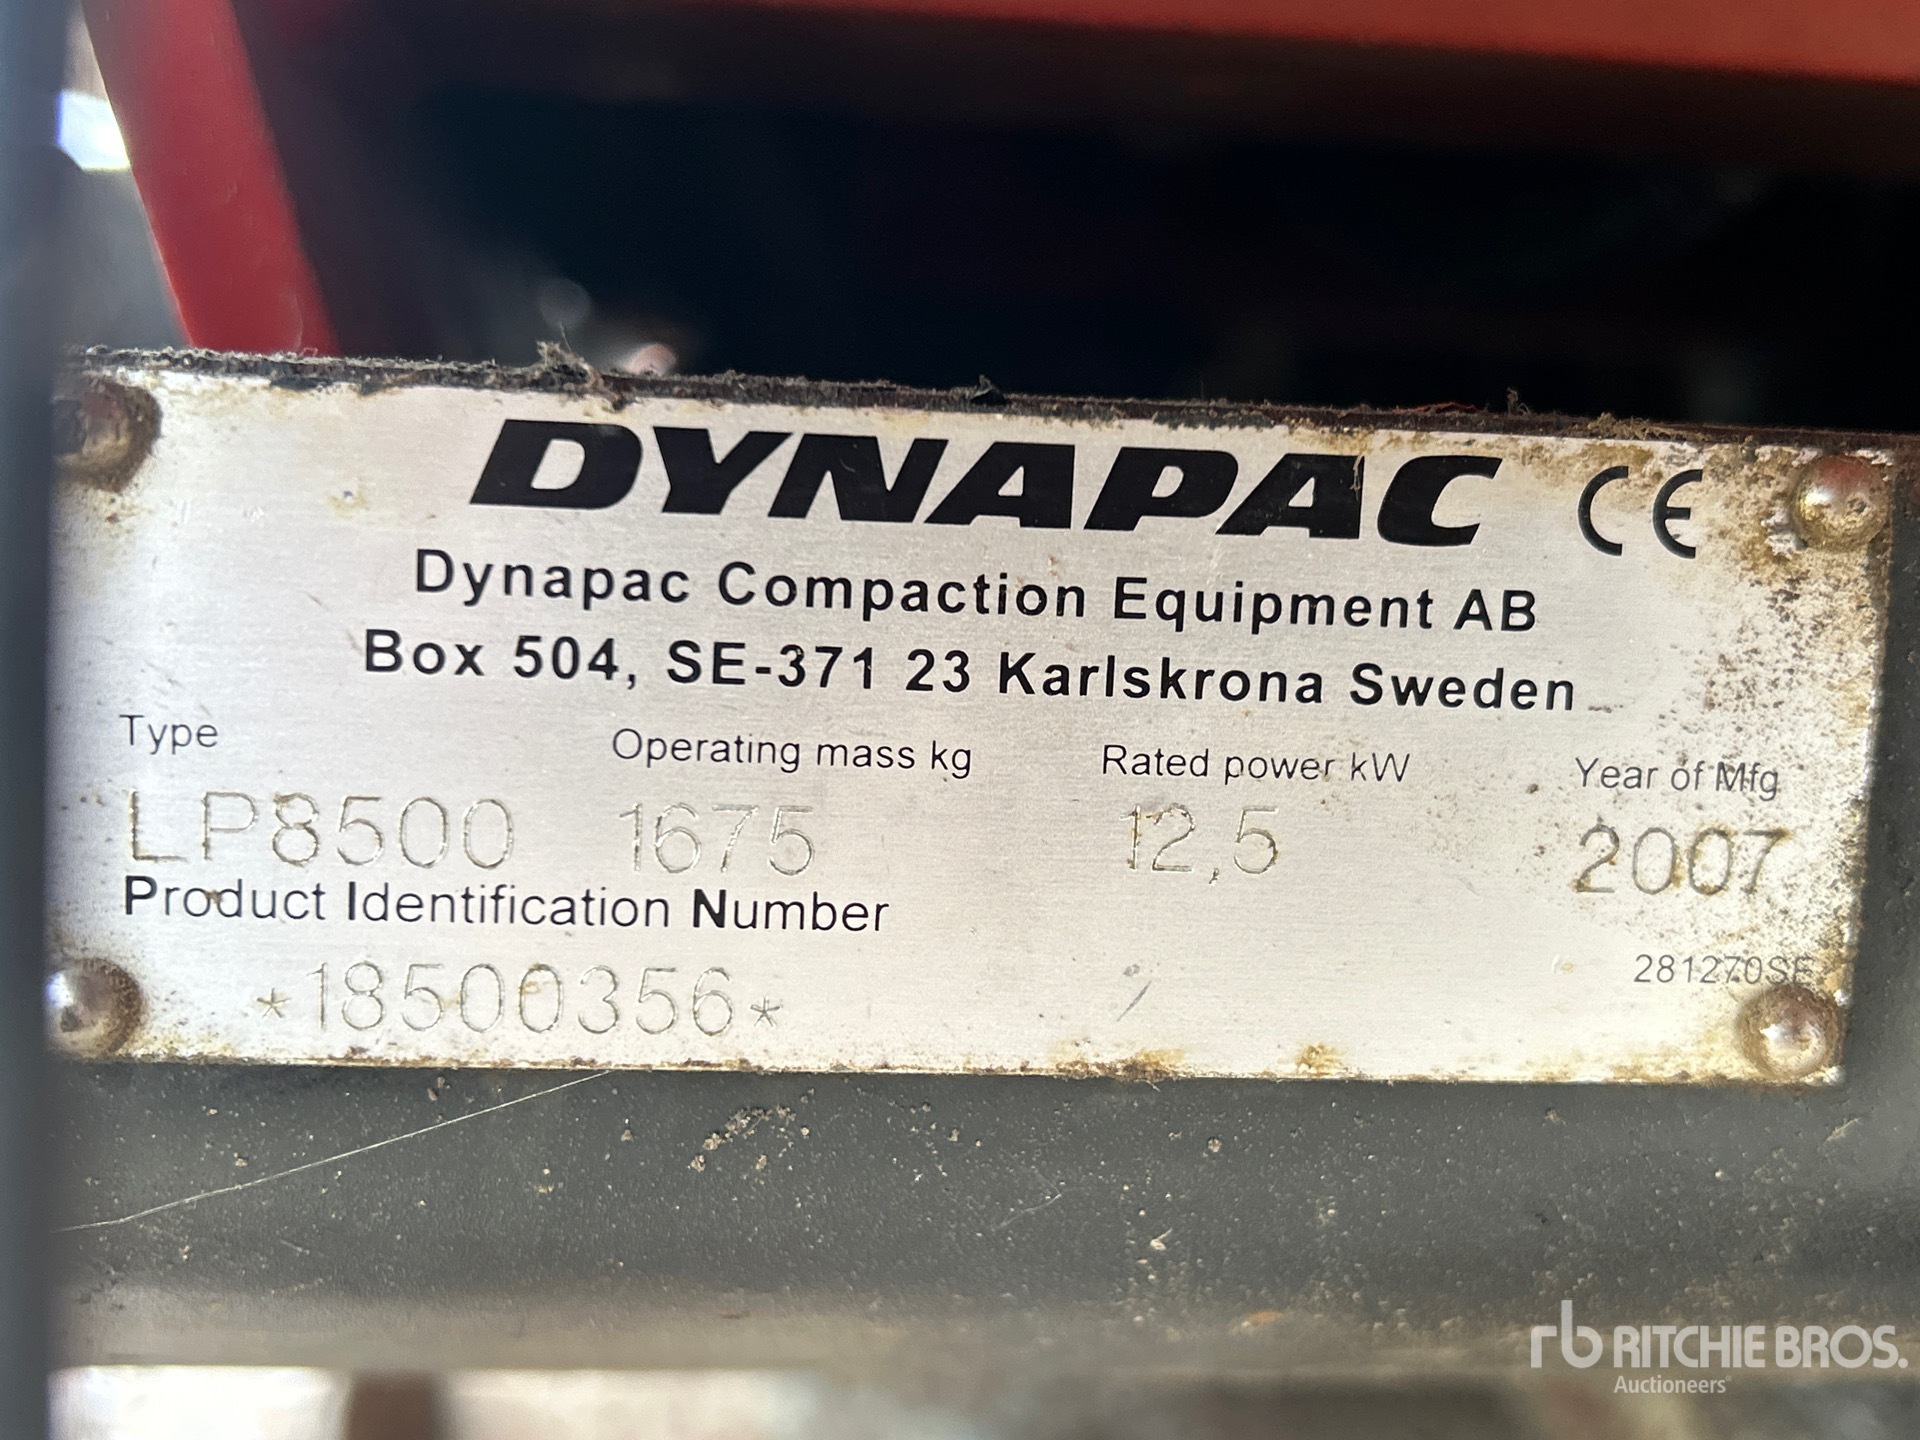 DYNAPAC CE
Dynapac Compaction Equipment AB
Box 504, SE-371 23 Karlskrona Sweden
Type Operating mass kg Rated power kW Year of Mfg
LP8500 1675 12,5 2007
Product Identification Number
*18500356*
281270SE
rb RITCHIE BROS.
Auctioneers